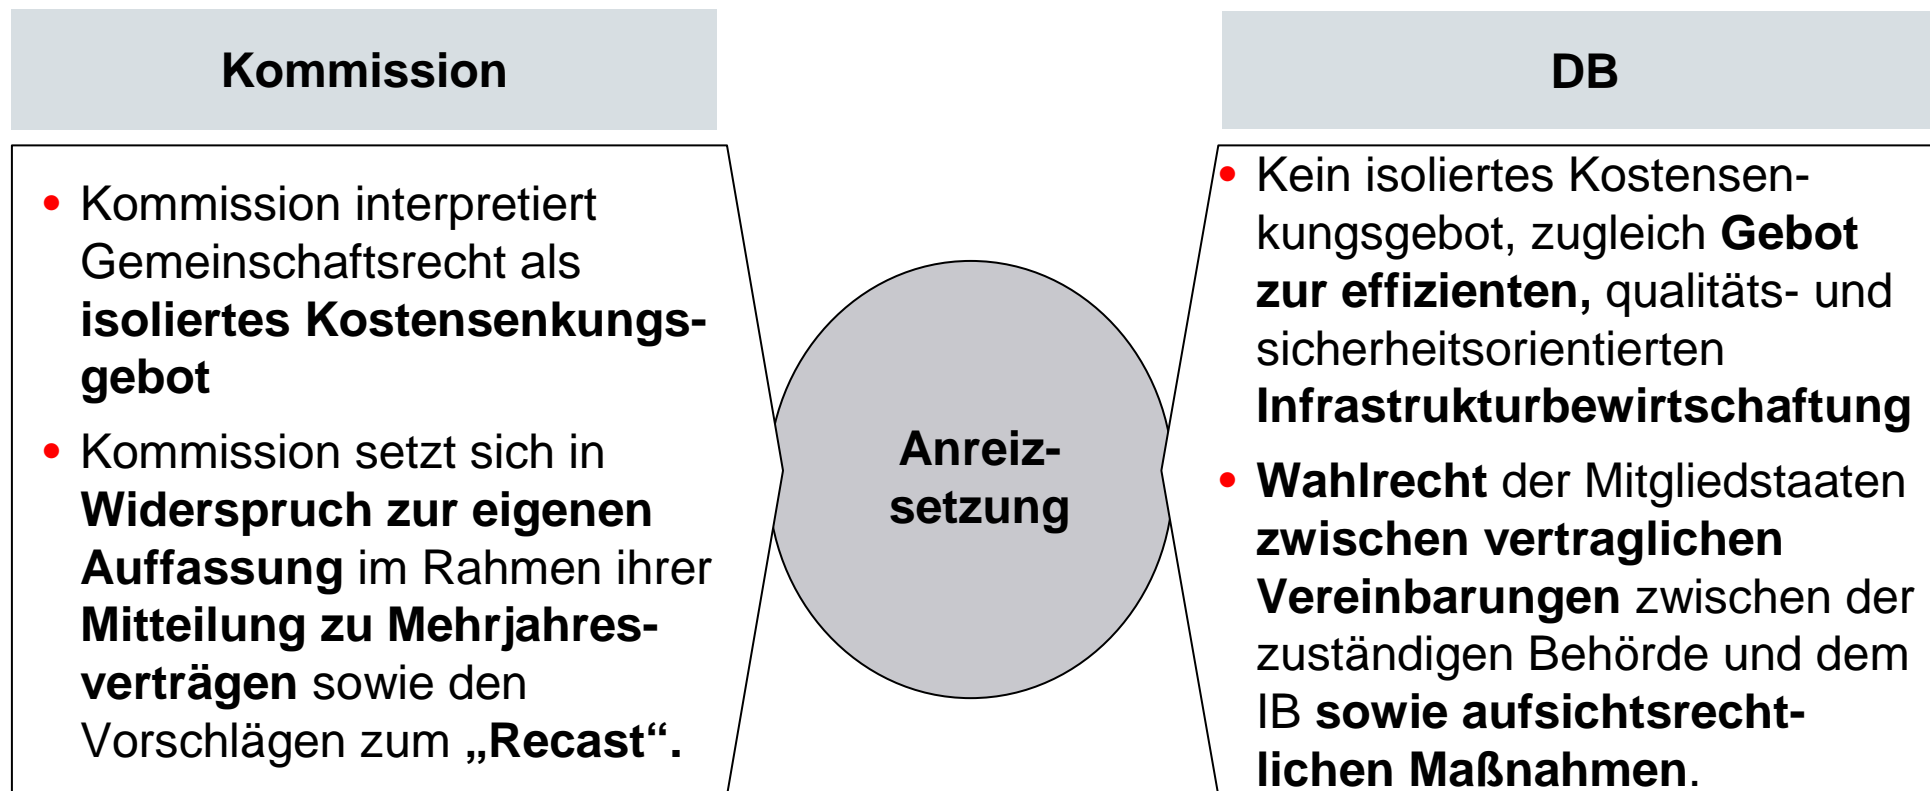 Kommission
• Kommission interpretiert
Gemeinschaftsrecht als
isoliertes Kostensenkungs-
gebot
• Kommission setzt sich in
Widerspruch zur eigenen
Auffassung im Rahmen ihrer
Mitteilung zu Mehrjahres-
verträgen sowie den
Vorschlägen zum „Recast“.
Anreiz-
setzung
DB
• Kein isoliertes Kostensen-
kungsgebot, zugleich Gebot
zur effizienten, qualitäts- und
sicherheitsorientierten
Infrastrukturbewirtschaftung
• Wahlrecht der Mitgliedstaaten
zwischen vertraglichen
Vereinbarungen zwischen der
zuständigen Behörde und dem
IB sowie aufsichtsrecht-
lichen Maßnahmen.